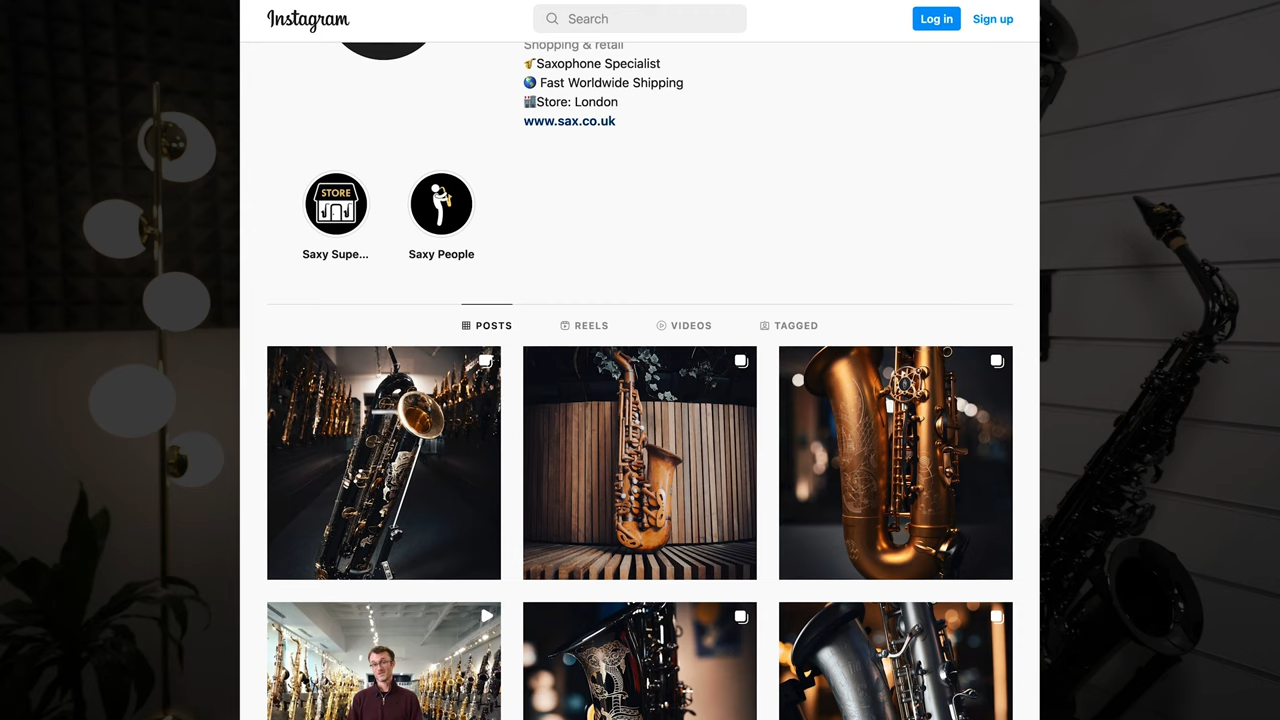 Instagram
Search
Log in
Sign up
Shopping & retail
Saxophone Specialist
Fast Worldwide Shipping
Store: London
www.sax.co.uk
STORE
Saxy Supe...
Saxy People
POSTS
REELS
VIDEOS
TAGGED